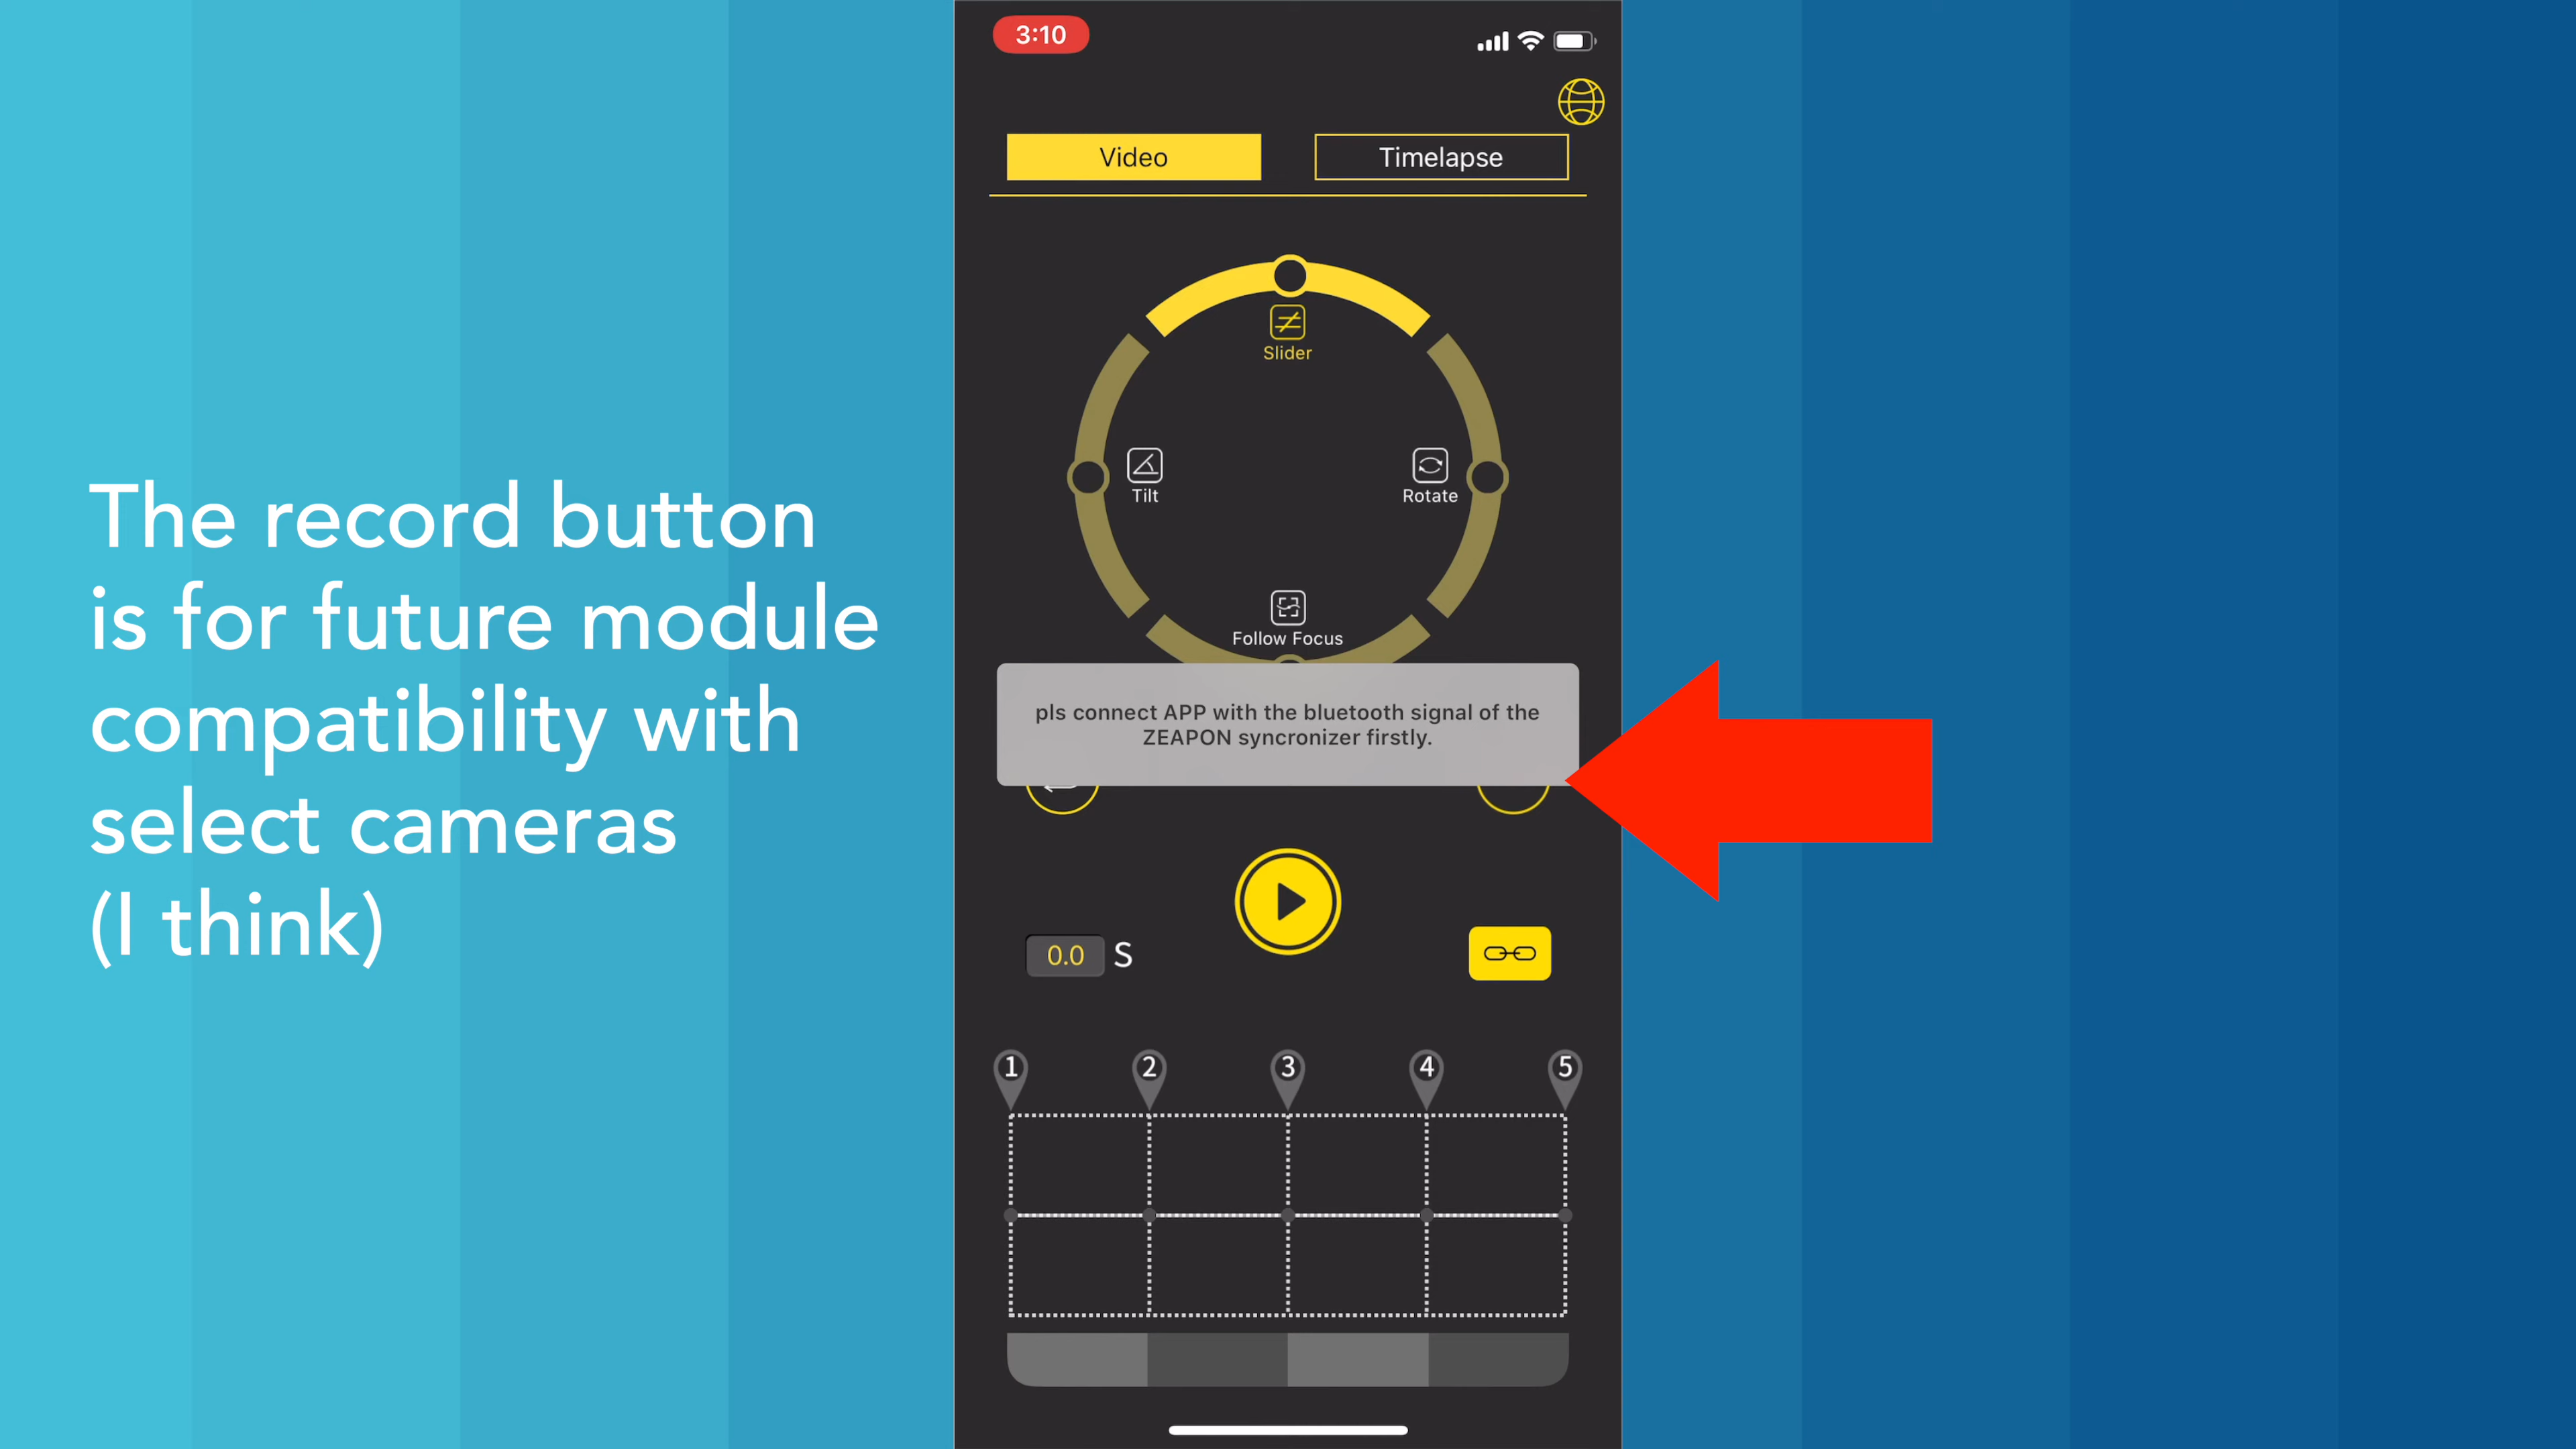 3:10
Video
Timelapse
Slider
Tilt
Rotate
Follow Focus
The record button
is for future module
compatibility with
select cameras
(I think)
pls connect APP with the bluetooth signal of the
ZEAPON syncronizer firstly.
0.0 S
1 2 3 4 5